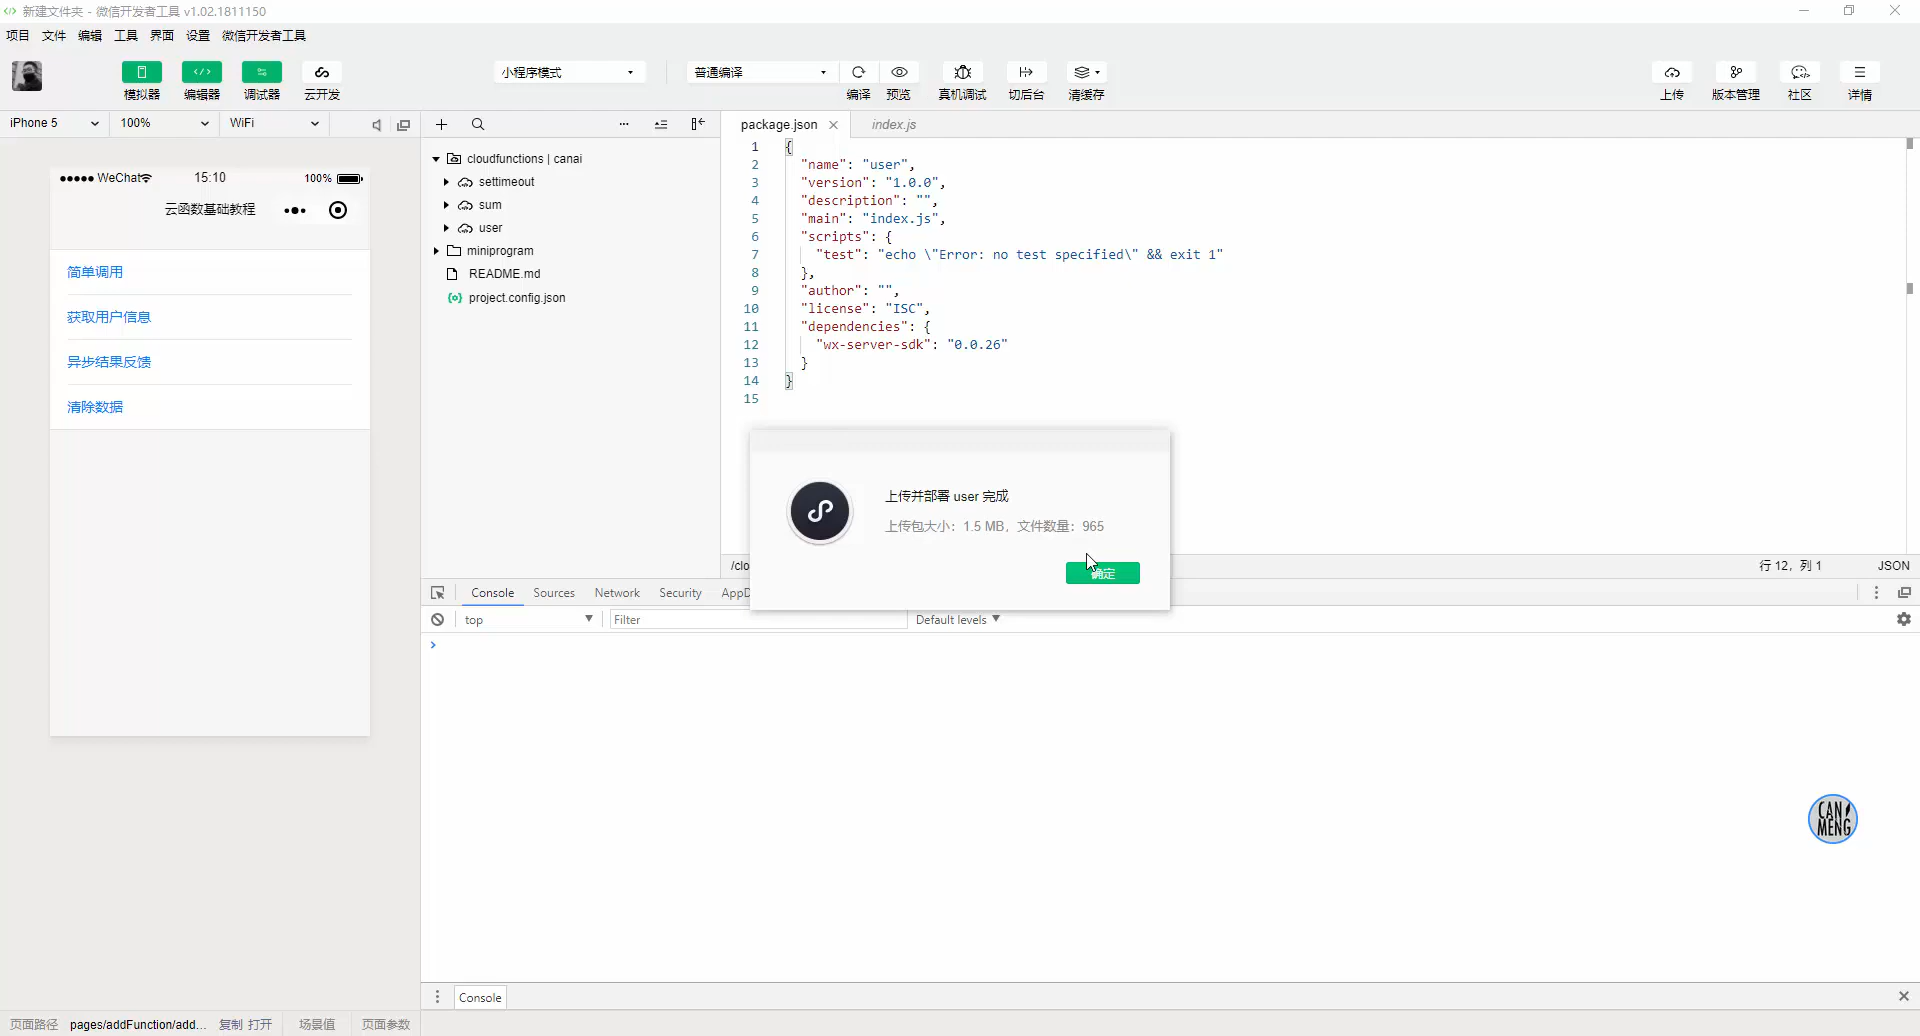 新建文件夹 - 微信开发者工具 v1.02.1811150
项目 文件 编辑 工具 界面 设置 微信开发者工具
模拟器 编辑器 调试器 云开发
小程序模式
普通编译
编译 预览 真机调试 切后台 清缓存
上传 版本管理 社区 详情
iPhone 5 100% WiFi
WeChat 15:10 100%
云函数基础教程
简单调用
获取用户信息
异步结果反馈
清除数据
cloudfunctions | canai
settimeout
sum
user
miniprogram
README.md
project.config.json
package.json index.js
1 {
2 "name": "user",
3 "version": "1.0.0",
4 "description": "",
5 "main": "index.js",
6 "scripts": {
7 "test": "echo \"Error: no test specified\" && exit 1"
8 },
9 "author": "",
10 "license": "ISC",
11 "dependencies": {
12 "wx-server-sdk": "0.0.26"
13 }
14 }
15
上传并部署 user 完成
上传包大小：1.5 MB，文件数量：965
确定
/clo
行 12，列 1 JSON
Console Sources Network Security AppD
top Filter Default levels
CAN
MENG
Console
页面路径 pages/addFunction/add... 复制 打开 场景值 页面参数